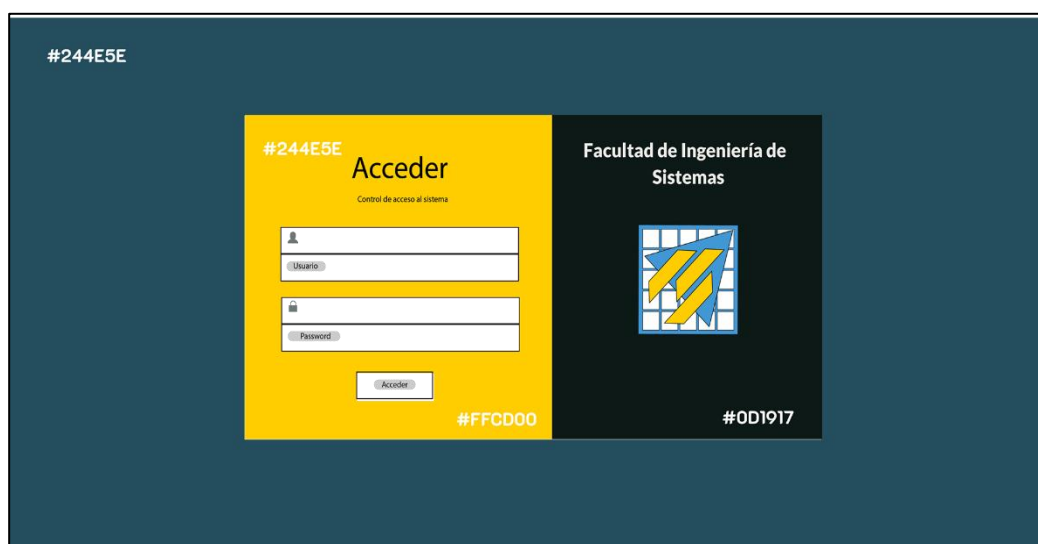 #244E5E
#244E5E
Acceder
Control de acceso al sistema
Usuario
Password
Acceder
#FFCD00
Facultad de Ingeniería de
Sistemas
#0D1917